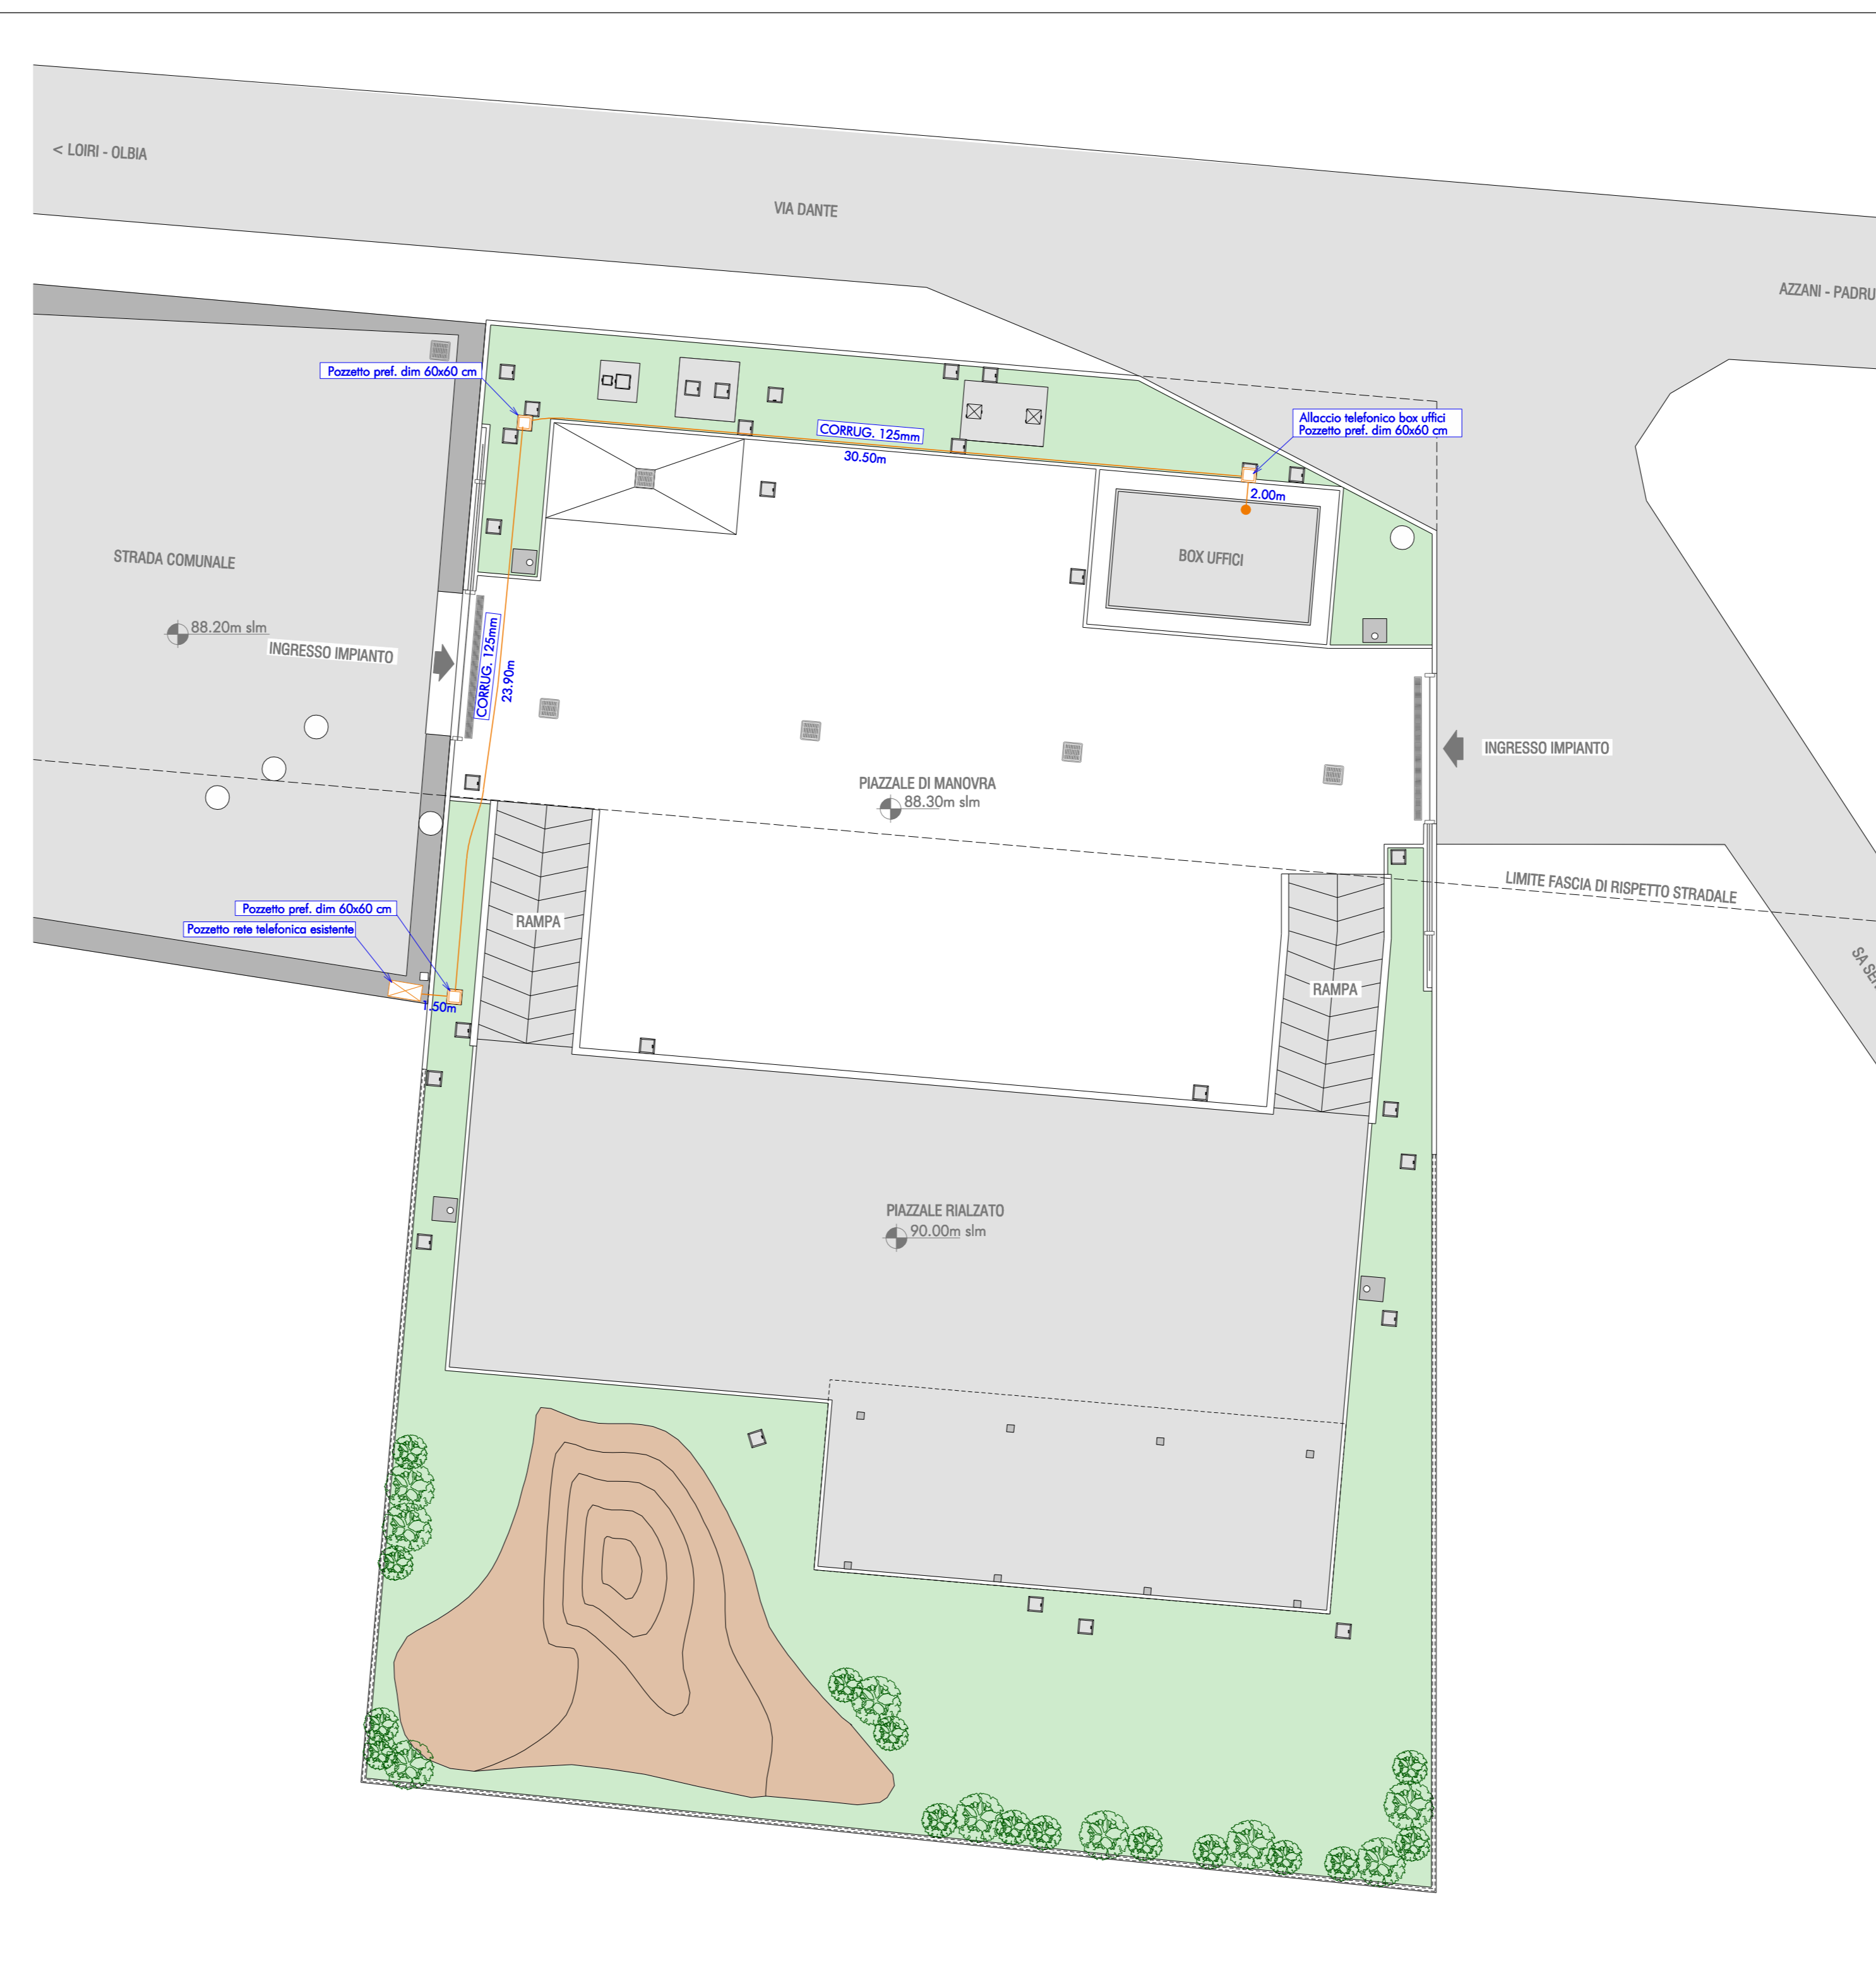 < LOIRI - OLBIA
VIA DANTE
AZZANI - PADRU
Pozzetto pref. dim 60x60 cm
CORRUG. 125mm
30.50m
Allaccio telefonico box uffici
Pozzetto pref. dim 60x60 cm
2.00m
BOX UFFICI
STRADA COMUNALE
88.20m slm
INGRESSO IMPIANTO
CORRUG. 125mm
23.90m
INGRESSO IMPIANTO
PIAZZALE DI MANOVRA
88.30m slm
LIMITE FASCIA DI RISPETTO STRADALE
Pozzetto pref. dim 60x60 cm
RAMPA
Pozzetto rete telefonica esistente
RAMPA
1.50m
PIAZZALE RIALZATO
90.00m slm